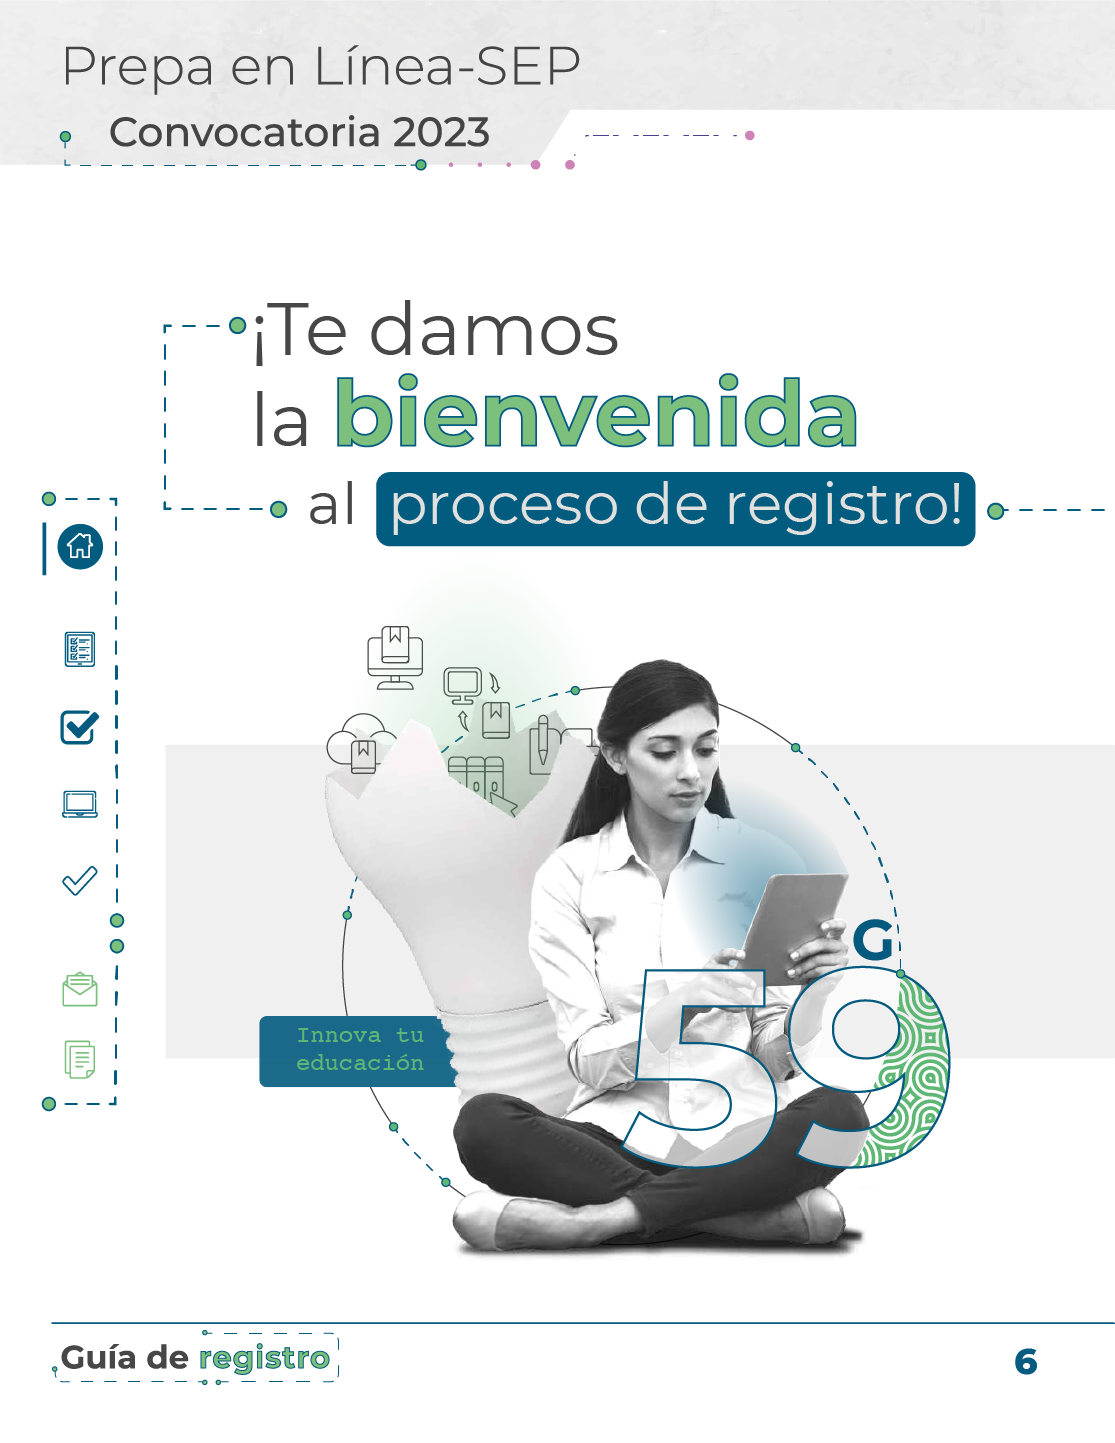 Prepa en Línea-SEP
Convocatoria 2023
¡Te damos
la bienvenida
al proceso de registro!
G
59
Innova tu
educación
Guía de registro
6